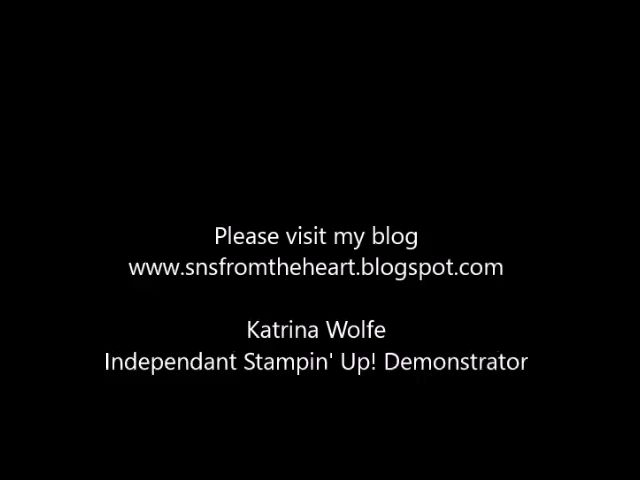 Please visit my blog
www.snsfromtheheart.blogspot.com
Katrina Wolfe
Independant Stampin' Up! Demonstrator